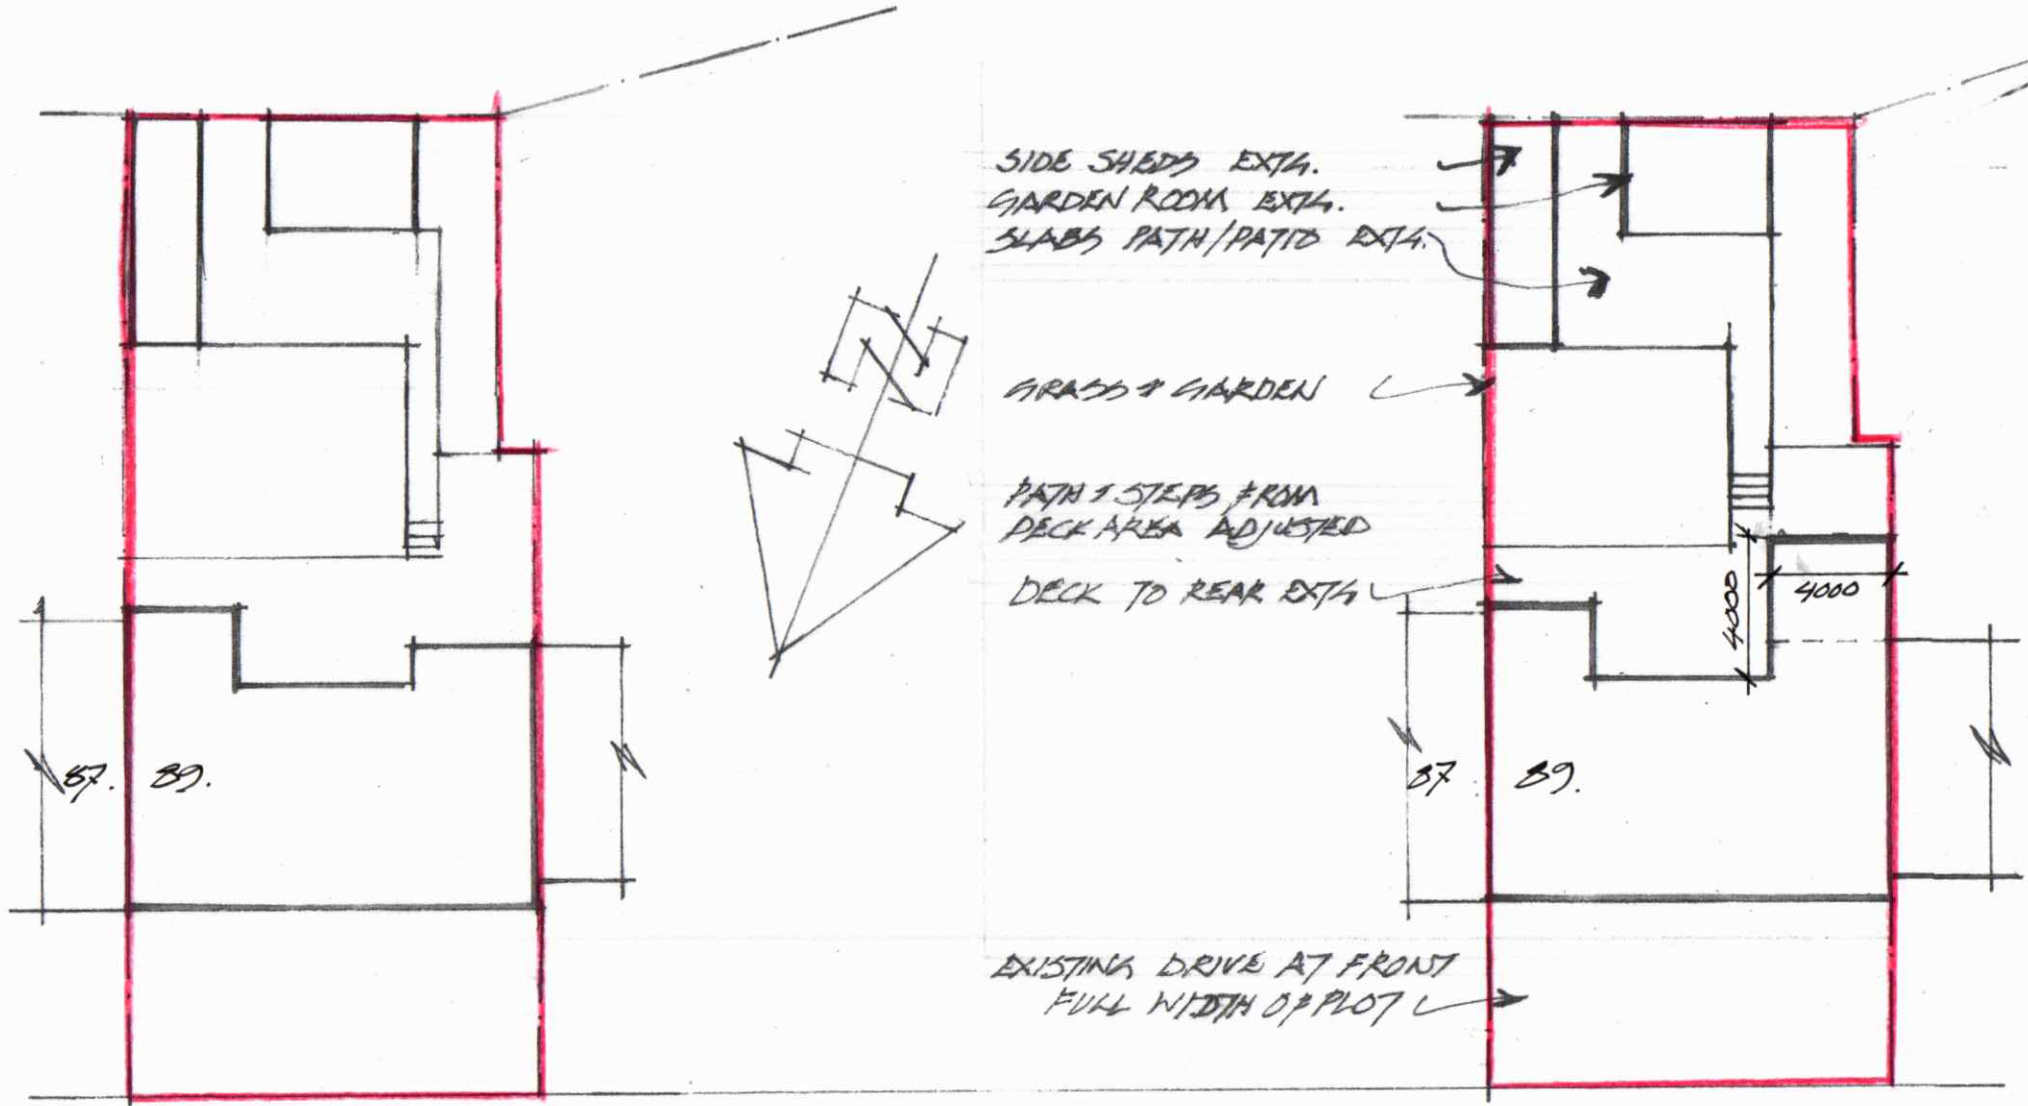 SIDE SHEDS EXTG.
GARDEN ROOM EXTG.
SLABS PATH/PATIO EXTG.
GRASS & GARDEN
PATH & STEPS FROM
DECK AREA ADJUSTED
DECK TO REAR EXTG
4000
4000
87. 89.
87 89.
EXISTING DRIVE AT FRONT
FULL WIDTH OF PLOT
N